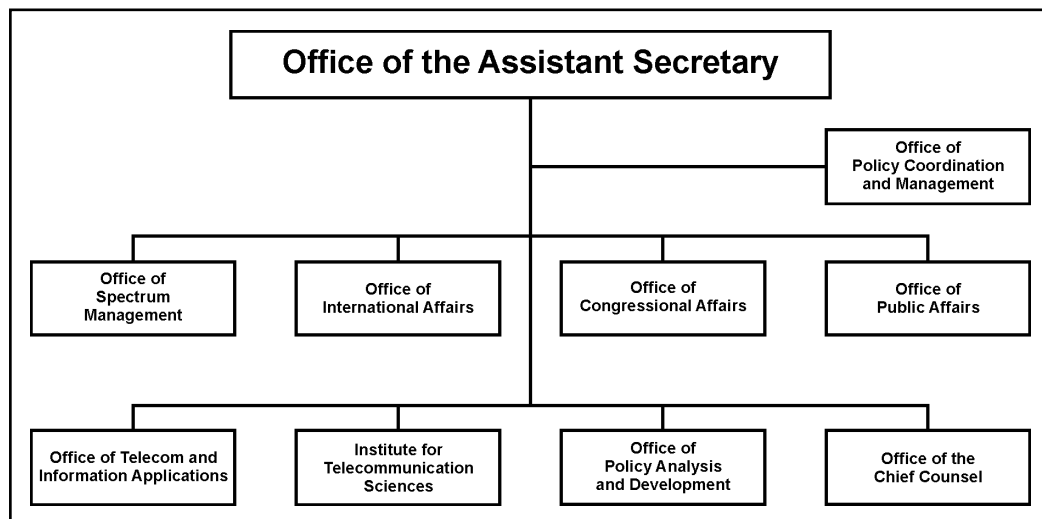 Office of the Assistant Secretary
Office of
Policy Coordination
and Management
Office of
Spectrum
Management
Office of
International Affairs
Office of
Congressional Affairs
Office of
Public Affairs
Office of Telecom and
Information Applications
Institute for
Telecommunication
Sciences
Office of
Policy Analysis
and Development
Office of the
Chief Counsel